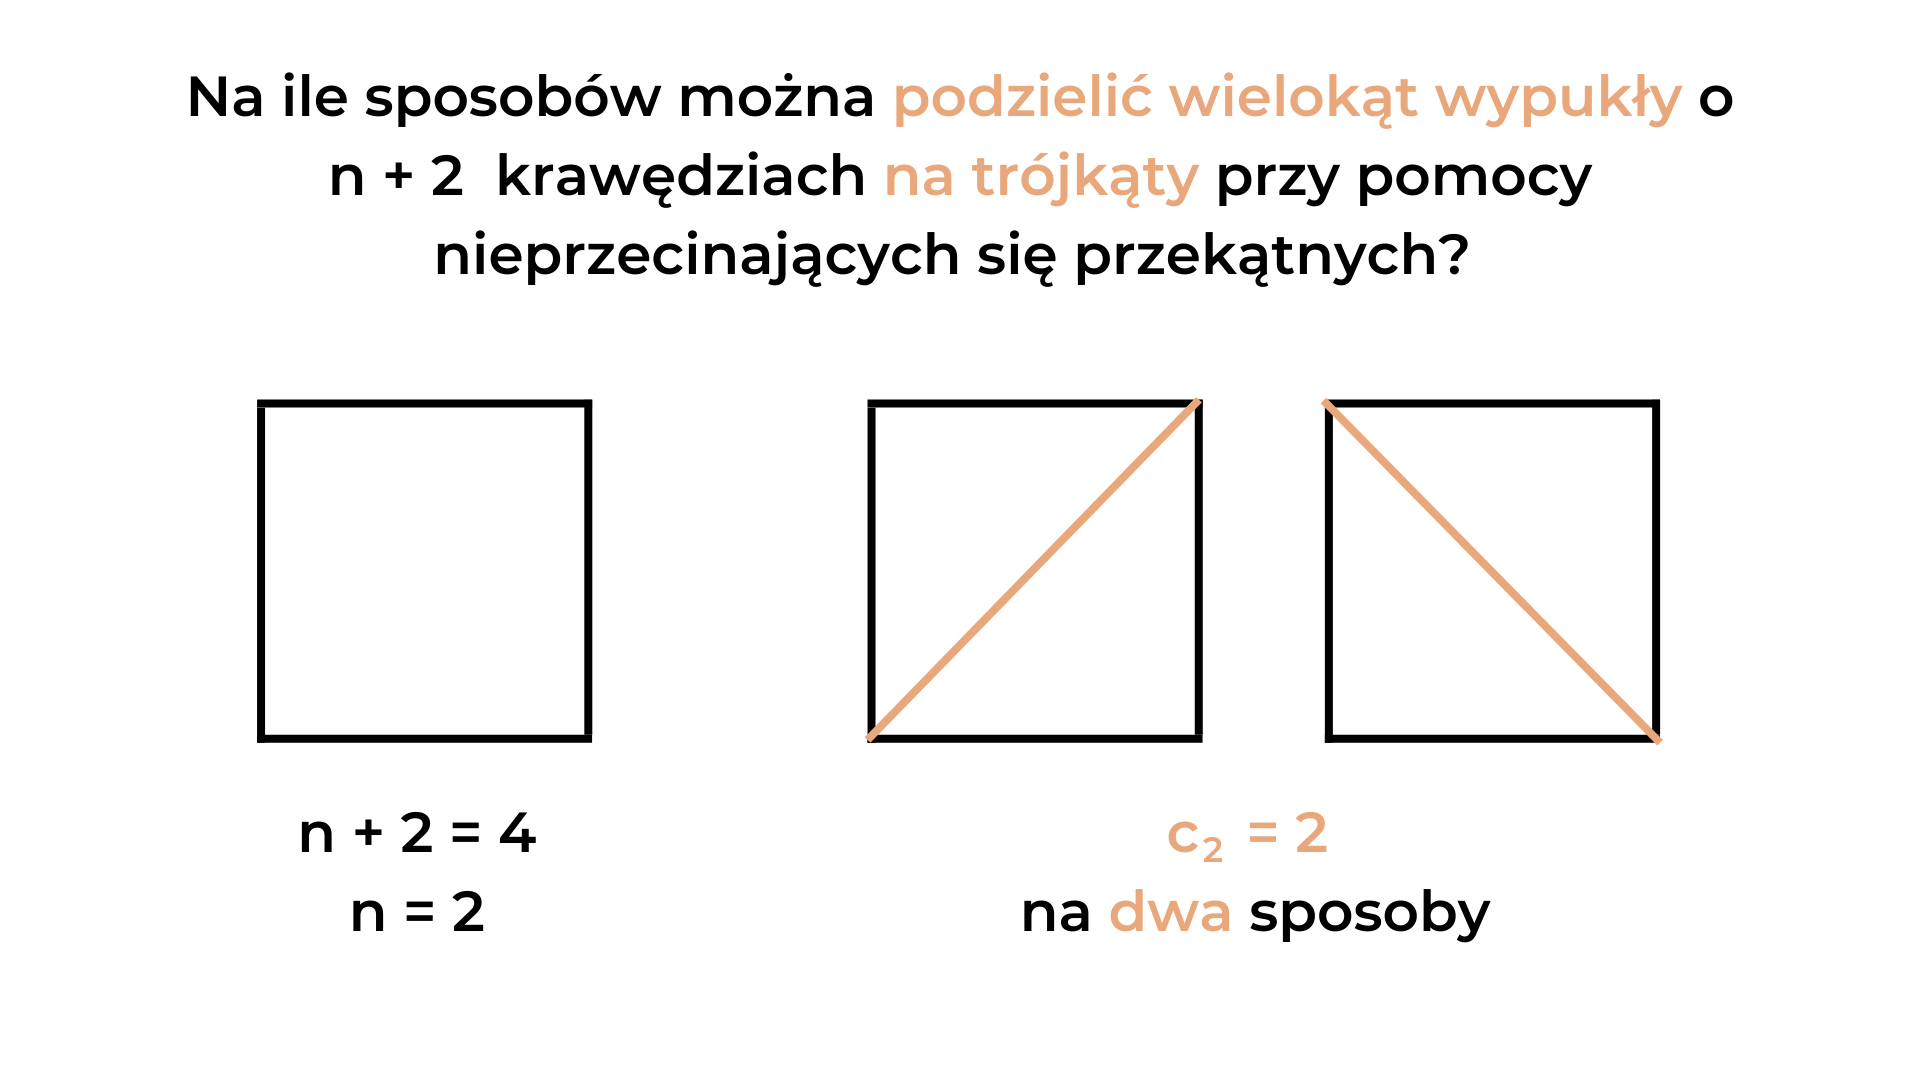 Na ile sposobów można podzielić wielokąt wypukły o
n + 2 krawędziach na trójkąty przy pomocy
nieprzecinających się przekątnych?
n + 2 = 4
n = 2
c₂ = 2
na dwa sposoby